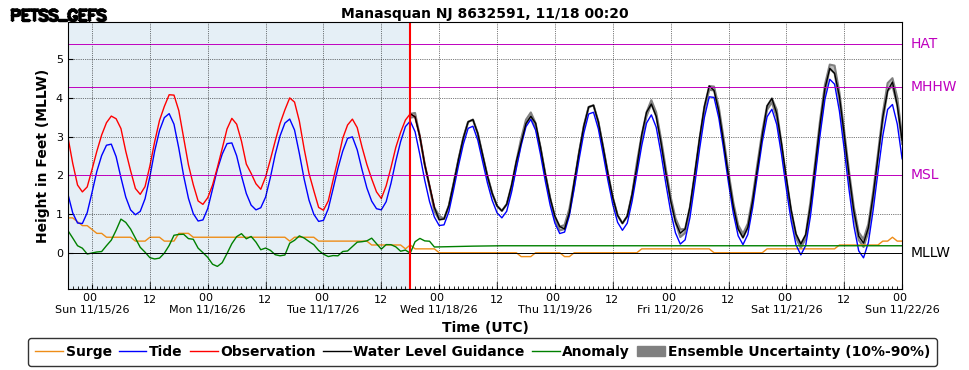 PETSS_GEFS
Manasquan NJ 8632591, 11/18 00:20
Height in Feet (MLLW)
5
4
3
2
1
0
HAT
MHHW
MSL
MLLW
00 12 00 12 00 12 00 12 00 12 00 12 00 12 00
Sun 11/15/26 Mon 11/16/26 Tue 11/17/26 Wed 11/18/26 Thu 11/19/26 Fri 11/20/26 Sat 11/21/26 Sun 11/22/26
Time (UTC)
Surge Tide Observation Water Level Guidance Anomaly Ensemble Uncertainty (10%-90%)